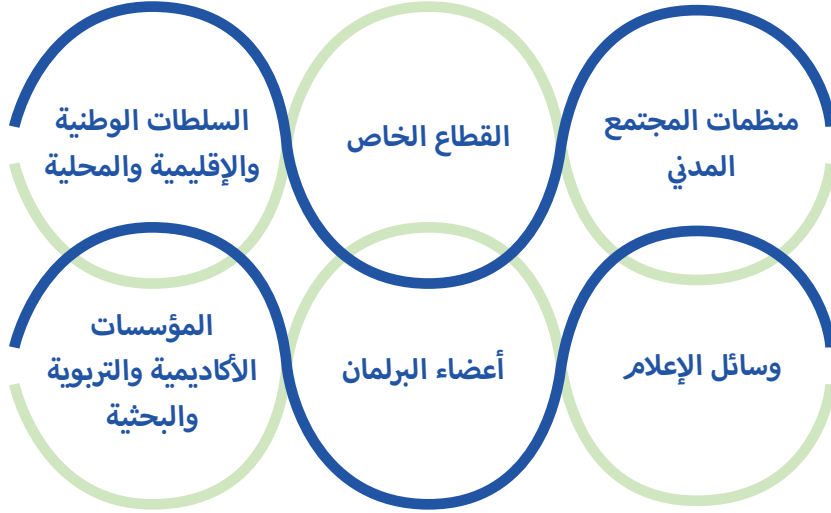 منظمات المجتمع
المدني
القطاع الخاص
السلطات الوطنية
والإقليمية والمحلية
وسائل الإعلام
أعضاء البرلمان
المؤسسات
الأكاديمية والتربوية
والبحثية